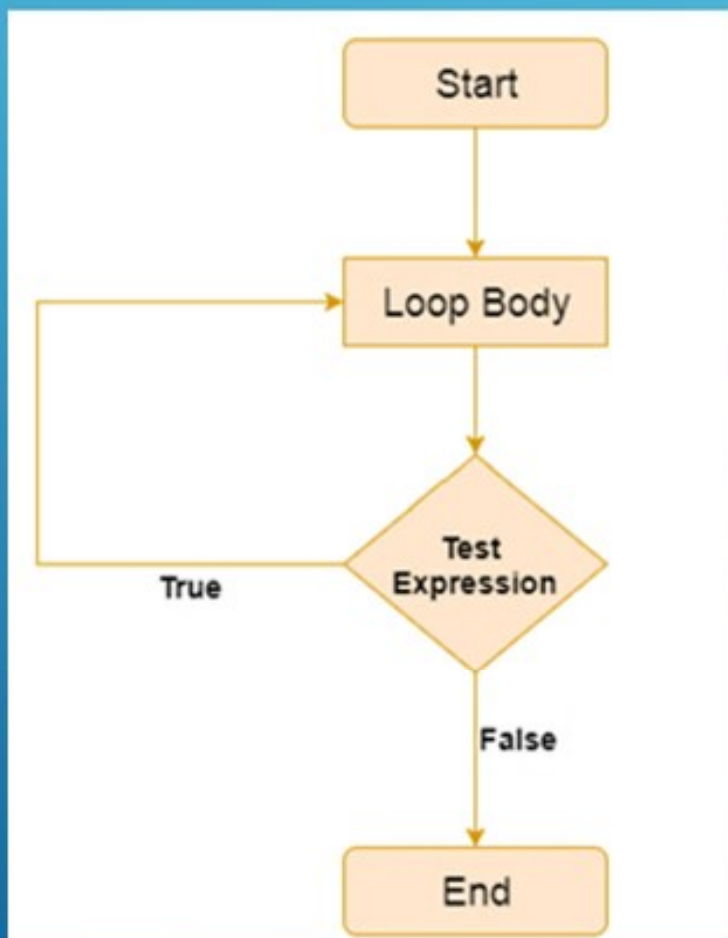 Start
Loop Body
Test
Expression
True
False
End